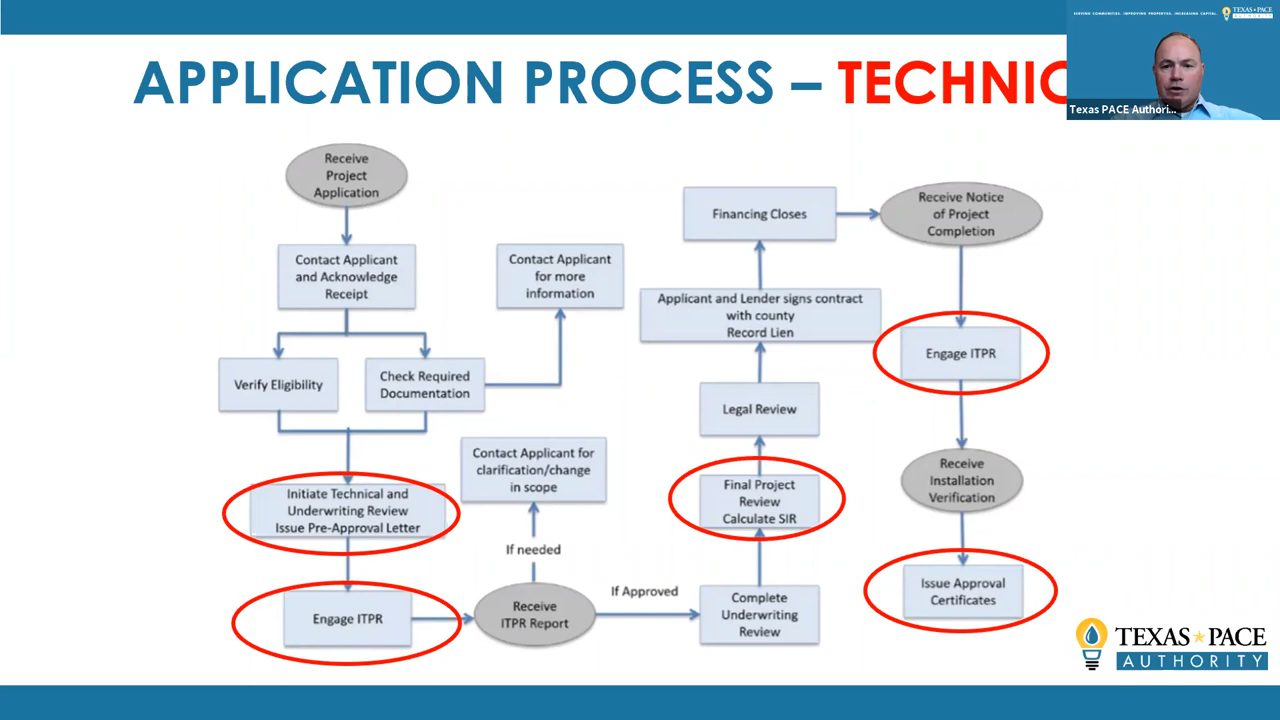 SERVING COMMUNITIES. IMPROVING PROPERTIES. INCREASING CAPITAL.
TEXAS PACE
AUTHORITY
APPLICATION PROCESS – TECHNIC
Texas PACE Authori...
Receive
Project
Application
Contact Applicant
and Acknowledge
Receipt
Contact Applicant
for more
information
Verify Eligibility
Check Required
Documentation
Initiate Technical and
Underwriting Review
Issue Pre-Approval Letter
Contact Applicant for
clarification/change
in scope
If needed
Engage ITPR
Receive
ITPR Report
If Approved
Complete
Underwriting
Review
Final Project
Review
Calculate SIR
Legal Review
Applicant and Lender signs contract
with county
Record Lien
Financing Closes
Receive Notice
of Project
Completion
Engage ITPR
Receive
Installation
Verification
Issue Approval
Certificates
TEXAS PACE
AUTHORITY